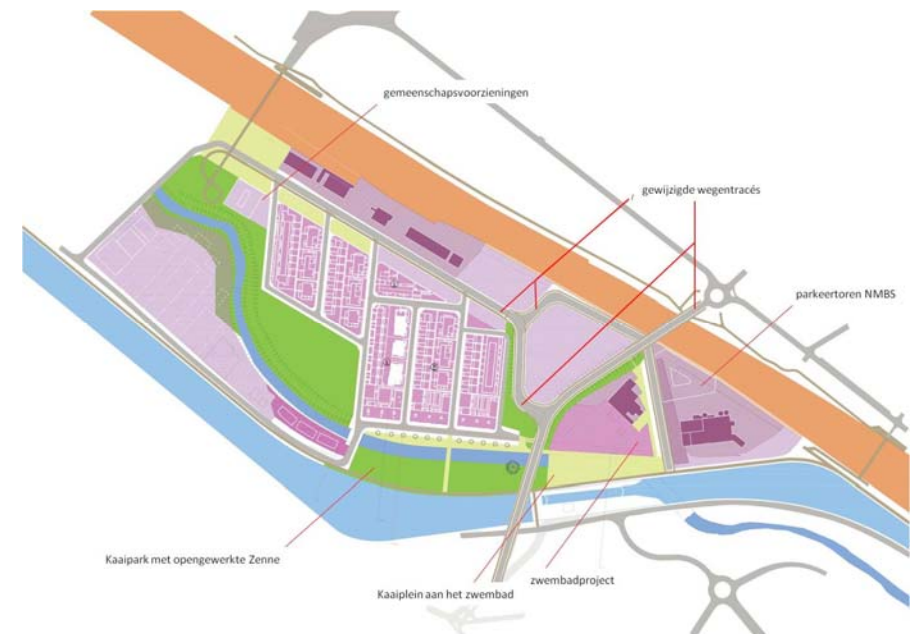 gemeenschapsvoorzieningen
gewijzigde wegentracés
parkeertoren NMBS
Kaaipark met opengewerkte Zenne
Kaaiplein aan het zwembad
zwembadproject